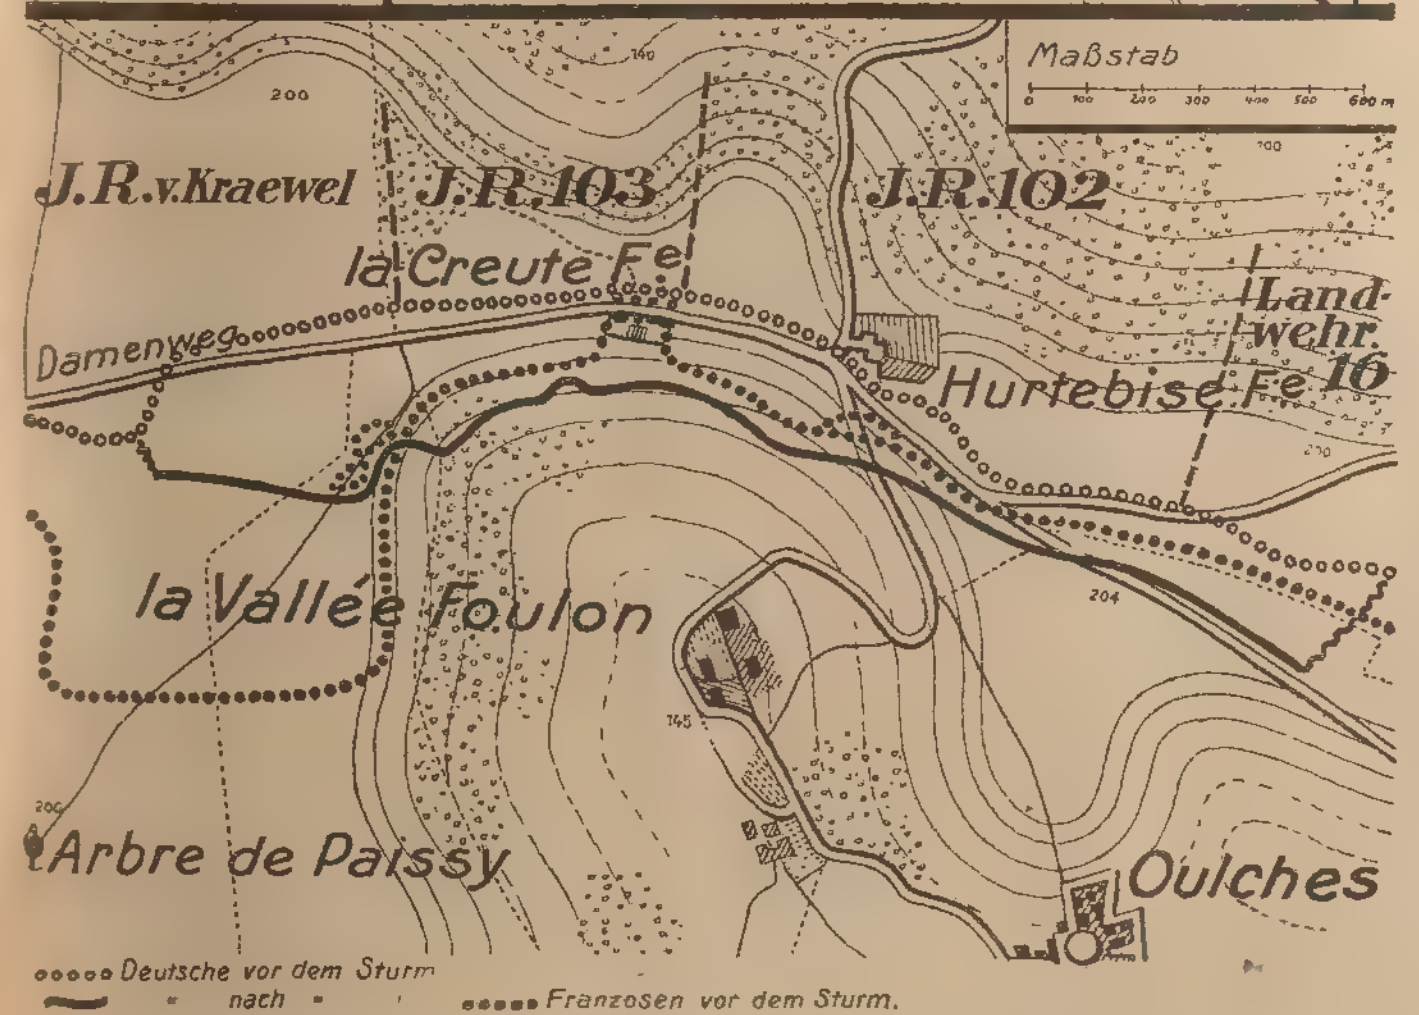 140
Maßstab
200
0 100 200 300 400 500 600 m
100
J.R.v.Kraewel J.R.103 J.R.102
la Creute Fe
Land-
wehr.
16
Damenweg
Hurtebise Fe
200
la Vallée Foulon
204
145
200
Arbre de Paissy
Oulches
Deutsche vor dem Sturm
" nach " " Franzosen vor dem Sturm.